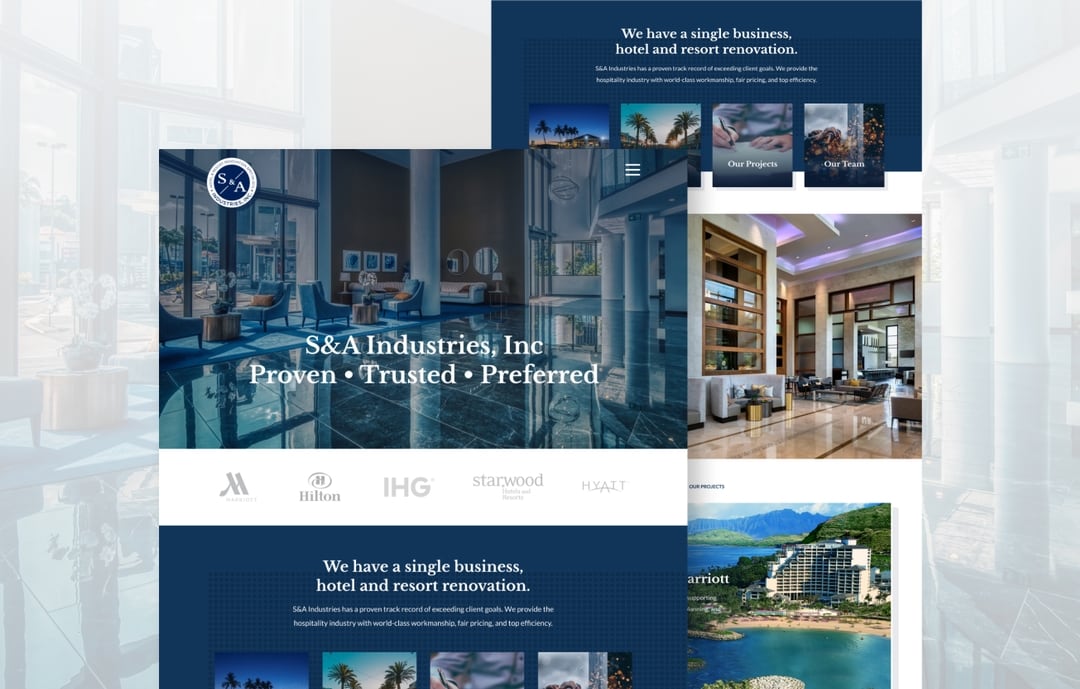 We have a single business,
hotel and resort renovation.
S&A Industries has a proven track record of exceeding client goals. We provide the
hospitality industry with world-class workmanship, fair pricing, and top efficiency.
Our Projects
Our Team
S&A
INDUSTRIES, INC
S&A Industries, Inc
Proven • Trusted • Preferred
MARRIOTT
Hilton
IHG
starwood
Hotels and
Resorts
HYATT
OUR PROJECTS
arriott
supporting
We have a single business,
hotel and resort renovation.
S&A Industries has a proven track record of exceeding client goals. We provide the
hospitality industry with world-class workmanship, fair pricing, and top efficiency.